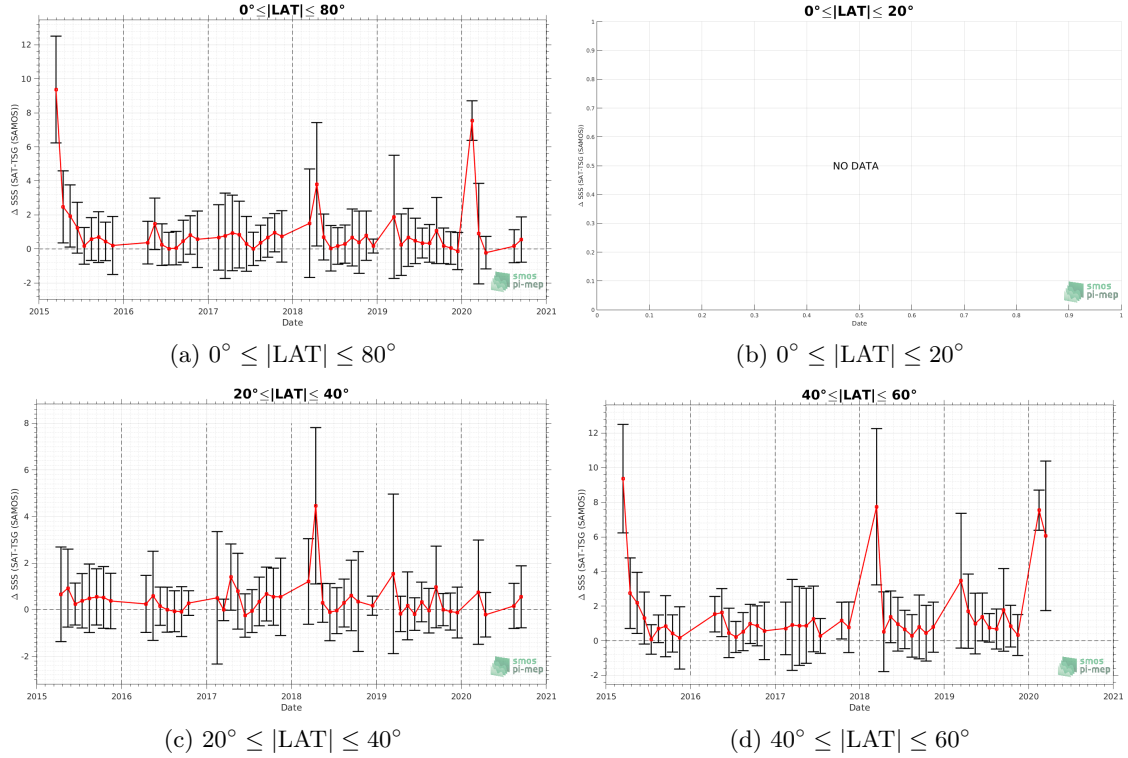 0°≤|LAT|≤ 80°
Δ SSS (SAT-TSG (SAMOS))
12
10
8
6
4
2
0
-2
2015 2016 2017 2018 2019 2020 2021
Date
smos
pi-mep
(a) 0° ≤ |LAT| ≤ 80°
0°≤|LAT|≤ 20°
Δ SSS (SAT-TSG (SAMOS))
1
0.9
0.8
0.7
0.6
0.5
0.4
0.3
0.2
0.1
0
NO DATA
0 0.1 0.2 0.3 0.4 0.5 0.6 0.7 0.8 0.9 1
Date
smos
pi-mep
(b) 0° ≤ |LAT| ≤ 20°
20°≤|LAT|≤ 40°
Δ SSS (SAT-TSG (SAMOS))
8
6
4
2
0
-2
2015 2016 2017 2018 2019 2020 2021
Date
smos
pi-mep
(c) 20° ≤ |LAT| ≤ 40°
40°≤|LAT|≤ 60°
Δ SSS (SAT-TSG (SAMOS))
12
10
8
6
4
2
0
-2
2015 2016 2017 2018 2019 2020 2021
Date
smos
pi-mep
(d) 40° ≤ |LAT| ≤ 60°